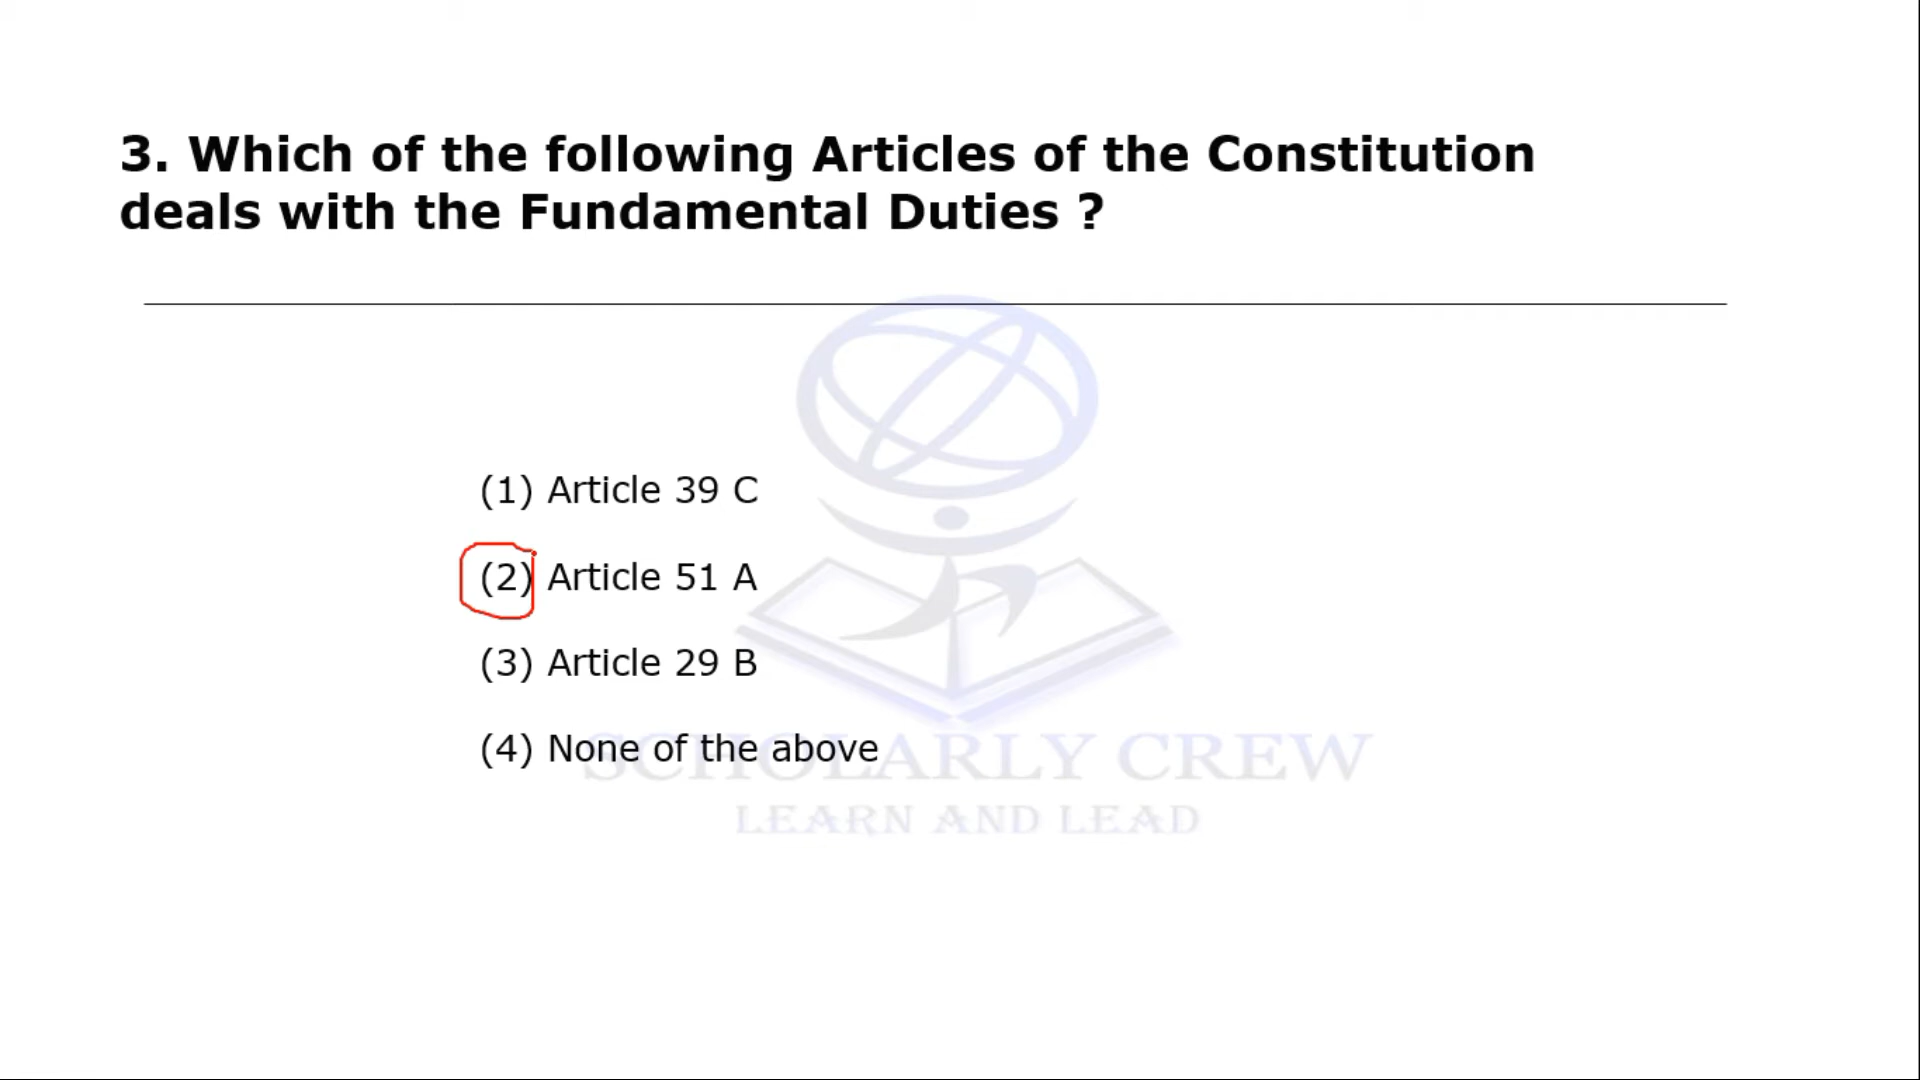 3. Which of the following Articles of the Constitution
deals with the Fundamental Duties ?
(1) Article 39 C
(2) Article 51 A
(3) Article 29 B
(4) None of the above
SCHOLARLY CREW
LEARN AND LEAD